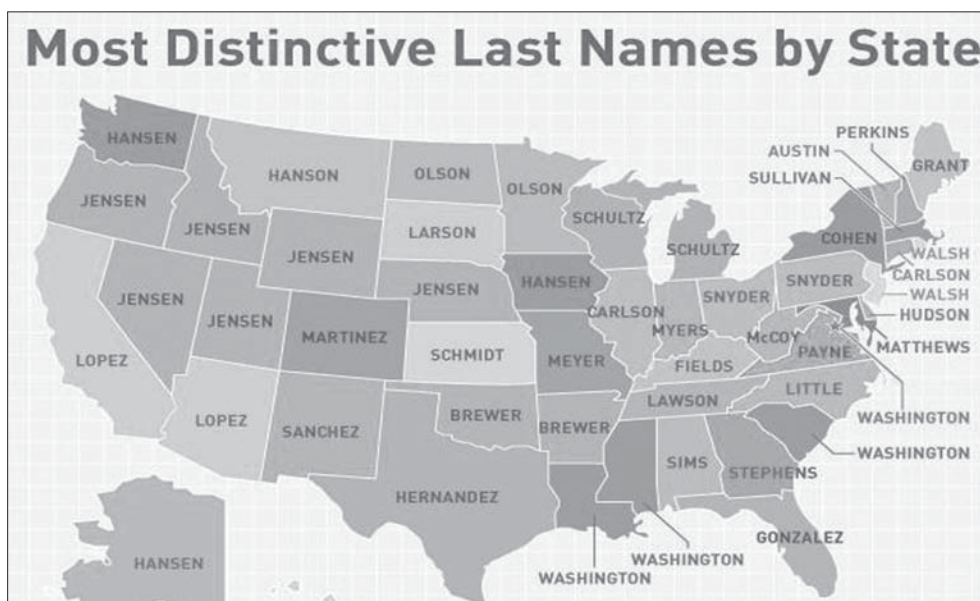 Most Distinctive Last Names by State
HANSEN
PERKINS
AUSTIN
GRANT
HANSON
OLSON
OLSON
SULLIVAN
JENSEN
SCHULTZ
JENSEN
LARSON
SCHULTZ
COHEN
JENSEN
WALSH
CARLSON
HANSEN
JENSEN
SNYDER
JENSEN
SNYDER
WALSH
CARLSON
HUDSON
JENSEN
MYERS
MARTINEZ
McCOY
MATTHEWS
PAYNE
SCHMIDT
LOPEZ
MEYER
FIELDS
LITTLE
LAWSON
BREWER
WASHINGTON
LOPEZ
BREWER
SANCHEZ
WASHINGTON
SIMS
STEPHENS
HERNANDEZ
GONZALEZ
WASHINGTON
HANSEN
WASHINGTON